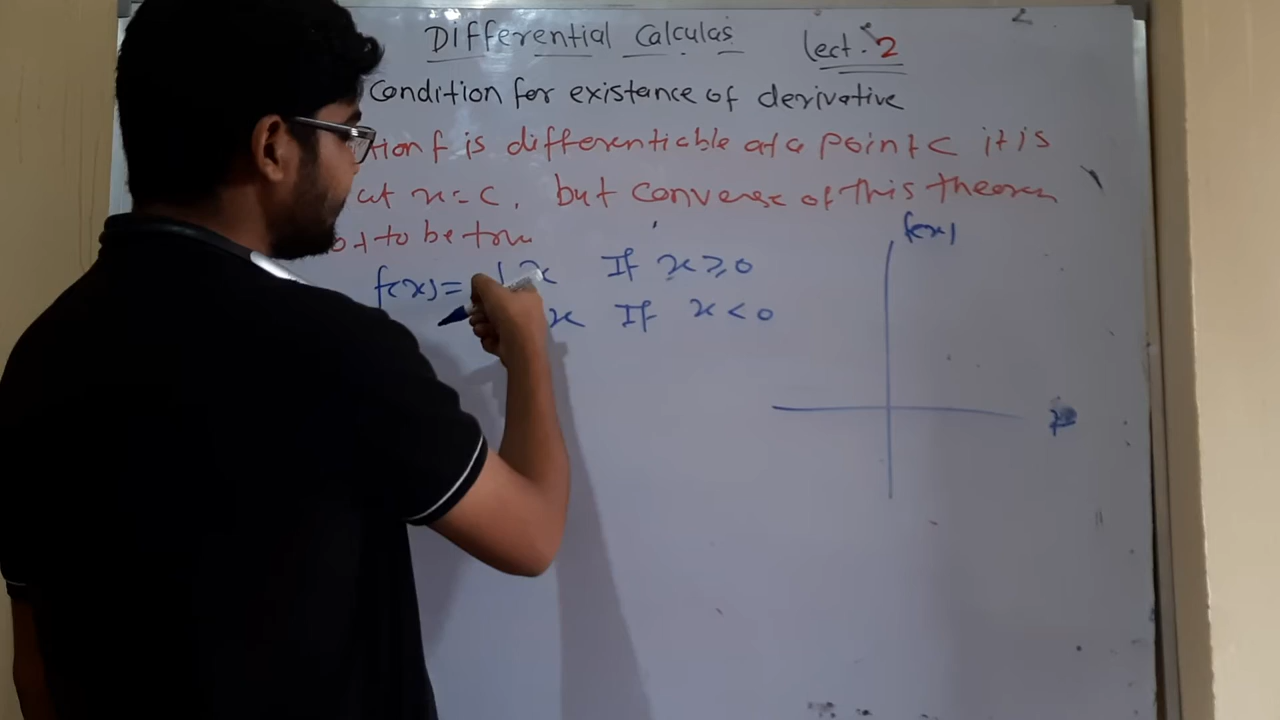 Differential Calculas Lect. 2
Condition for existance of derivative
tion f is differentiable at a point c it is
at x = c, but converse of this theorem
to be true
f(x) = x If x ≥ 0
x If x < 0
f(x)